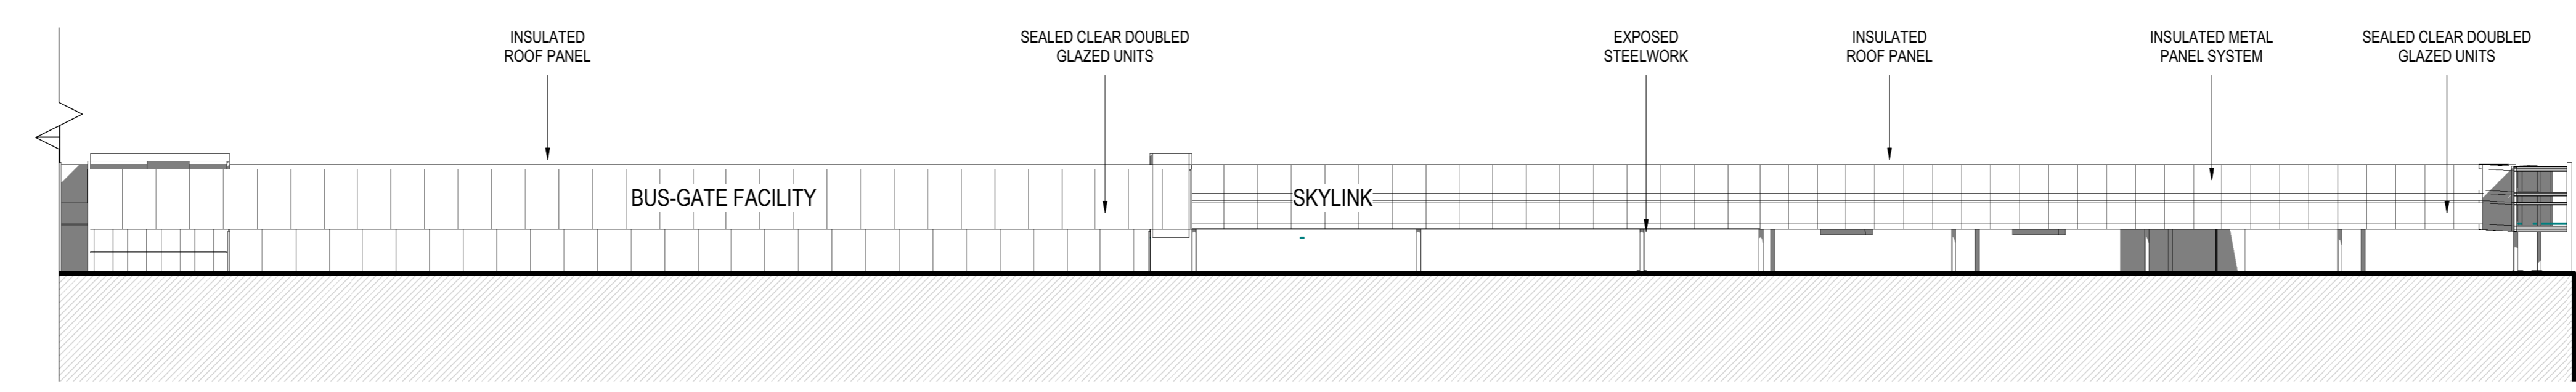 INSULATED
ROOF PANEL
SEALED CLEAR DOUBLED
GLAZED UNITS
EXPOSED
STEELWORK
INSULATED
ROOF PANEL
INSULATED METAL
PANEL SYSTEM
SEALED CLEAR DOUBLED
GLAZED UNITS
BUS-GATE FACILITY
SKYLINK